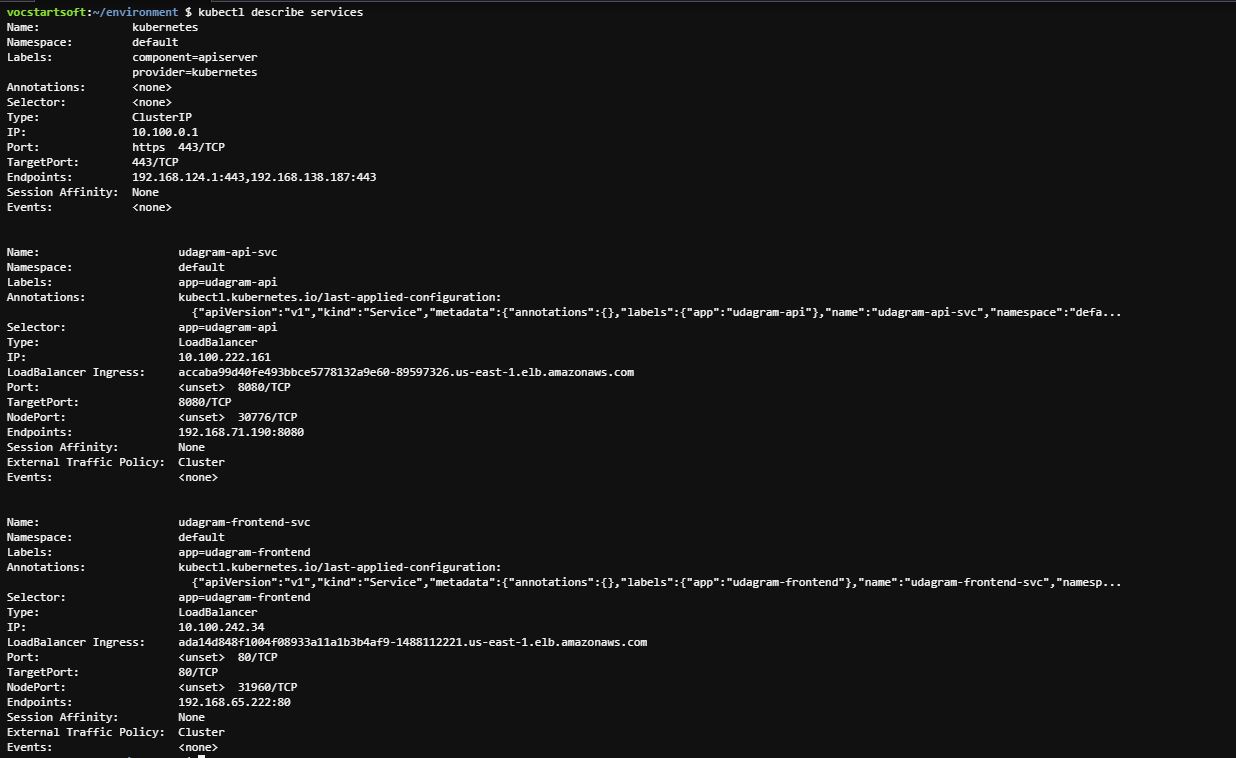 vocstartsoft:~/environment $ kubectl describe services
Name:              kubernetes
Namespace:         default
Labels:            component=apiserver
                   provider=kubernetes
Annotations:       <none>
Selector:          <none>
Type:              ClusterIP
IP:                10.100.0.1
Port:              https  443/TCP
TargetPort:        443/TCP
Endpoints:         192.168.124.1:443,192.168.138.187:443
Session Affinity:  None
Events:            <none>

Name:                     udagram-api-svc
Namespace:                default
Labels:                   app=udagram-api
Annotations:              kubectl.kubernetes.io/last-applied-configuration:
                            {"apiVersion":"v1","kind":"Service","metadata":{"annotations":{},"labels":{"app":"udagram-api"},"name":"udagram-api-svc","namespace":"defa...
Selector:                 app=udagram-api
Type:                     LoadBalancer
IP:                       10.100.222.161
LoadBalancer Ingress:     accaba99d40fe493bbce5778132a9e60-89597326.us-east-1.elb.amazonaws.com
Port:                     <unset>  8080/TCP
TargetPort:               8080/TCP
NodePort:                 <unset>  30776/TCP
Endpoints:                192.168.71.190:8080
Session Affinity:         None
External Traffic Policy:  Cluster
Events:                   <none>

Name:                     udagram-frontend-svc
Namespace:                default
Labels:                   app=udagram-frontend
Annotations:              kubectl.kubernetes.io/last-applied-configuration:
                            {"apiVersion":"v1","kind":"Service","metadata":{"annotations":{},"labels":{"app":"udagram-frontend"},"name":"udagram-frontend-svc","namesp...
Selector:                 app=udagram-frontend
Type:                     LoadBalancer
IP:                       10.100.242.34
LoadBalancer Ingress:     ada14d848f1004f08933a11a1b3b4af9-1488112221.us-east-1.elb.amazonaws.com
Port:                     <unset>  80/TCP
TargetPort:               80/TCP
NodePort:                 <unset>  31960/TCP
Endpoints:                192.168.65.222:80
Session Affinity:         None
External Traffic Policy:  Cluster
Events:                   <none>